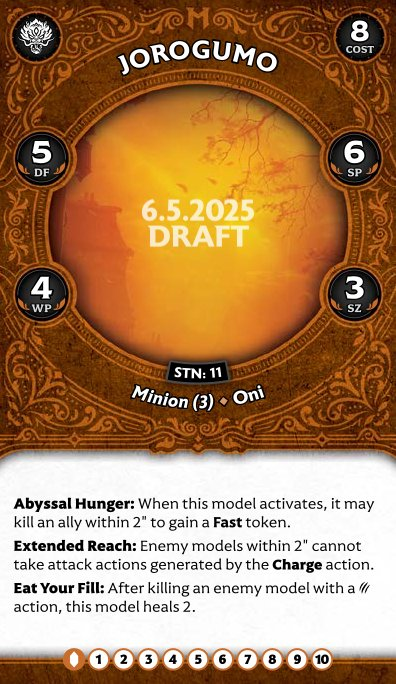 JOROGUMO
8
COST
5
DF
6
SP
6.5.2025
DRAFT
4
WP
3
SZ
STN: 11
Minion (3) ♦ Oni
Abyssal Hunger: When this model activates, it may
kill an ally within 2" to gain a Fast token.
Extended Reach: Enemy models within 2" cannot
take attack actions generated by the Charge action.
Eat Your Fill: After killing an enemy model with a
action, this model heals 2.
1 2 3 4 5 6 7 8 9 10